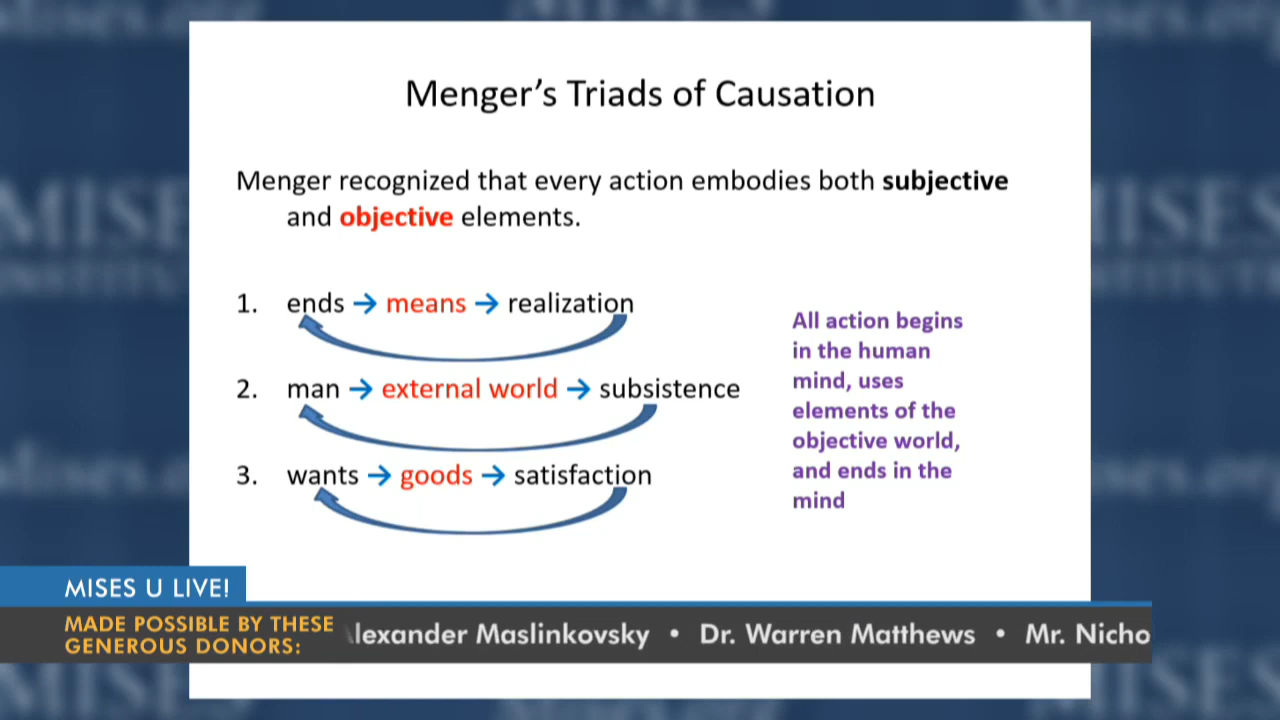 Menger's Triads of Causation
Menger recognized that every action embodies both subjective
and objective elements.
1. ends → means → realization
2. man → external world → subsistence
3. wants → goods → satisfaction
All action begins
in the human
mind, uses
elements of the
objective world,
and ends in the
mind
MISES U LIVE!
MADE POSSIBLE BY THESE
GENEROUS DONORS:
lexander Maslinkovsky • Dr. Warren Matthews • Mr. Nicho